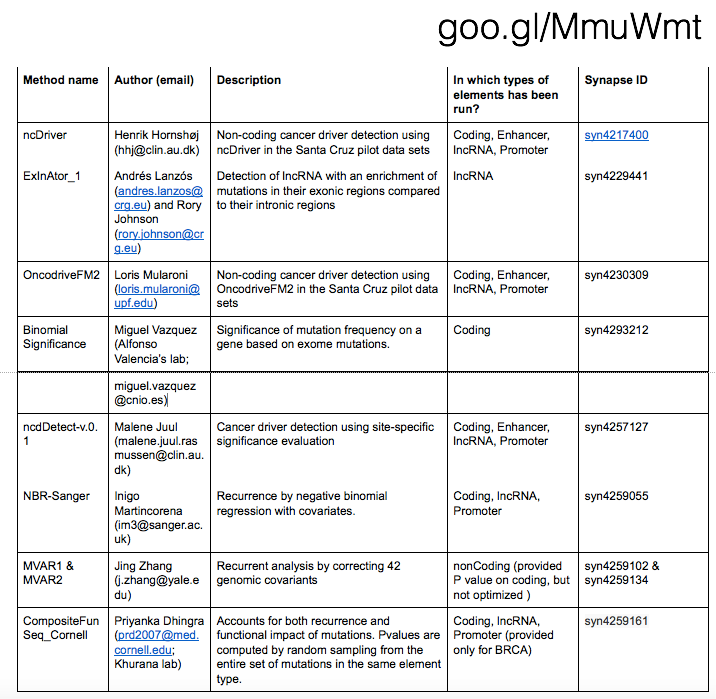 goo.gl/MmuWmt
Method name
Author (email)
Description
In which types of
elements has been
run?
Synapse ID
ncDriver
Henrik Hornshøj
(hhj@clin.au.dk)
Non-coding cancer driver detection using
ncDriver in the Santa Cruz pilot data sets
Coding, Enhancer,
lncRNA, Promoter
syn4217400
ExInAtor_1
Andrés Lanzós
(andres.lanzos@
crg.eu) and Rory
Johnson
(rory.johnson@cr
g.eu)
Detection of lncRNA with an enrichment of
mutations in their exonic regions compared
to their intronic regions
lncRNA
syn4229441
OncodriveFM2
Loris Mularoni
(loris.mularoni@
upf.edu)
Non-coding cancer driver detection using
OncodriveFM2 in the Santa Cruz pilot data
sets
Coding, Enhancer,
lncRNA, Promoter
syn4230309
Binomial
Significance
Miguel Vazquez
(Alfonso
Valencia's lab;
Significance of mutation frequency on a
gene based on exome mutations.
Coding
syn4293212
miguel.vazquez
@cnio.es)
ncdDetect-v.0.
1
Malene Juul
(malene.juul.ras
mussen@clin.au.
dk)
Cancer driver detection using site-specific
significance evaluation
Coding, Enhancer,
lncRNA, Promoter
syn4257127
NBR-Sanger
Inigo
Martincorena
(im3@sanger.ac.
uk)
Recurrence by negative binomial
regression with covariates.
Coding, lncRNA,
Promoter
syn4259055
MVAR1 &
MVAR2
Jing Zhang
(j.zhang@yale.e
du)
Recurrent analysis by correcting 42
genomic covariants
nonCoding (provided
P value on coding, but
not optimized )
syn4259102 &
syn4259134
CompositeFun
Seq_Cornell
Priyanka Dhingra
(prd2007@med.
cornell.edu;
Khurana lab)
Accounts for both recurrence and
functional impact of mutations. Pvalues are
computed by random sampling from the
entire set of mutations in the same element
type.
Coding, lncRNA,
Promoter (provided
only for BRCA)
syn4259161